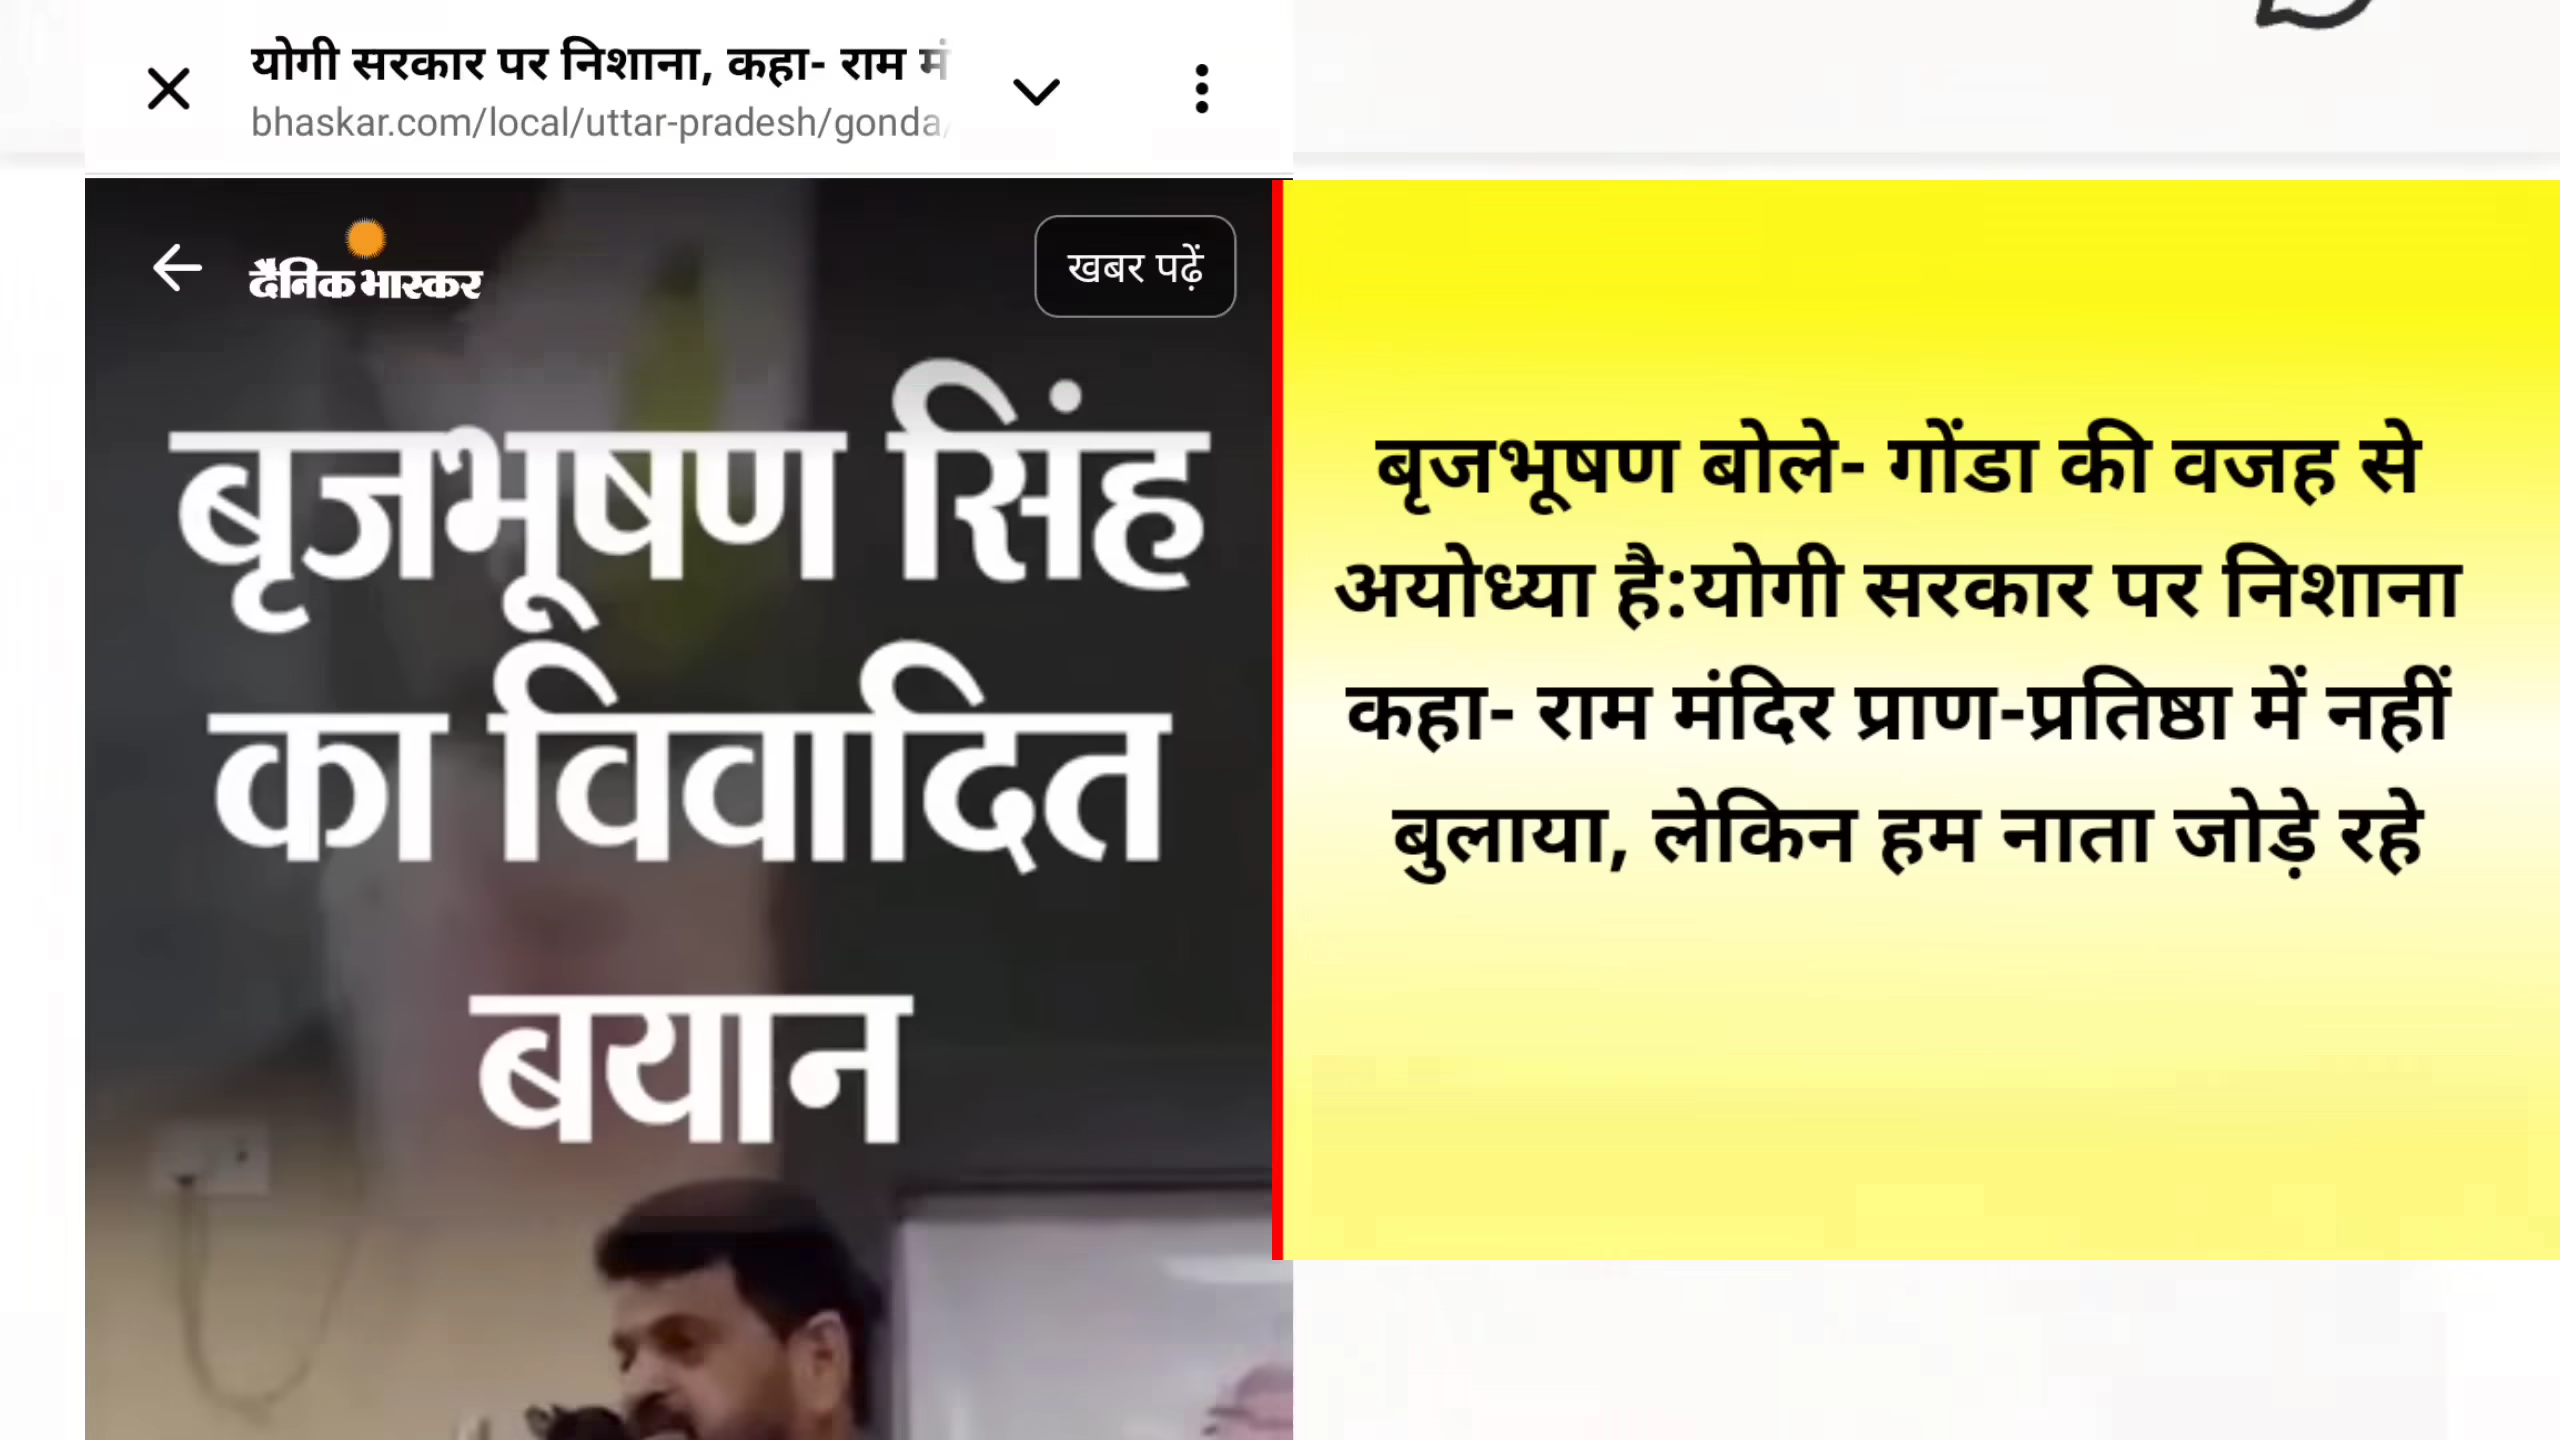 योगी सरकार पर निशाना, कहा- राम मं
bhaskar.com/local/uttar-pradesh/gonda/
दैनिक भास्कर
खबर पढ़ें
बृजभूषण सिंह
का विवादित
बयान
बृजभूषण बोले- गोंडा की वजह से
अयोध्या है:योगी सरकार पर निशाना
कहा- राम मंदिर प्राण-प्रतिष्ठा में नहीं
बुलाया, लेकिन हम नाता जोड़े रहे